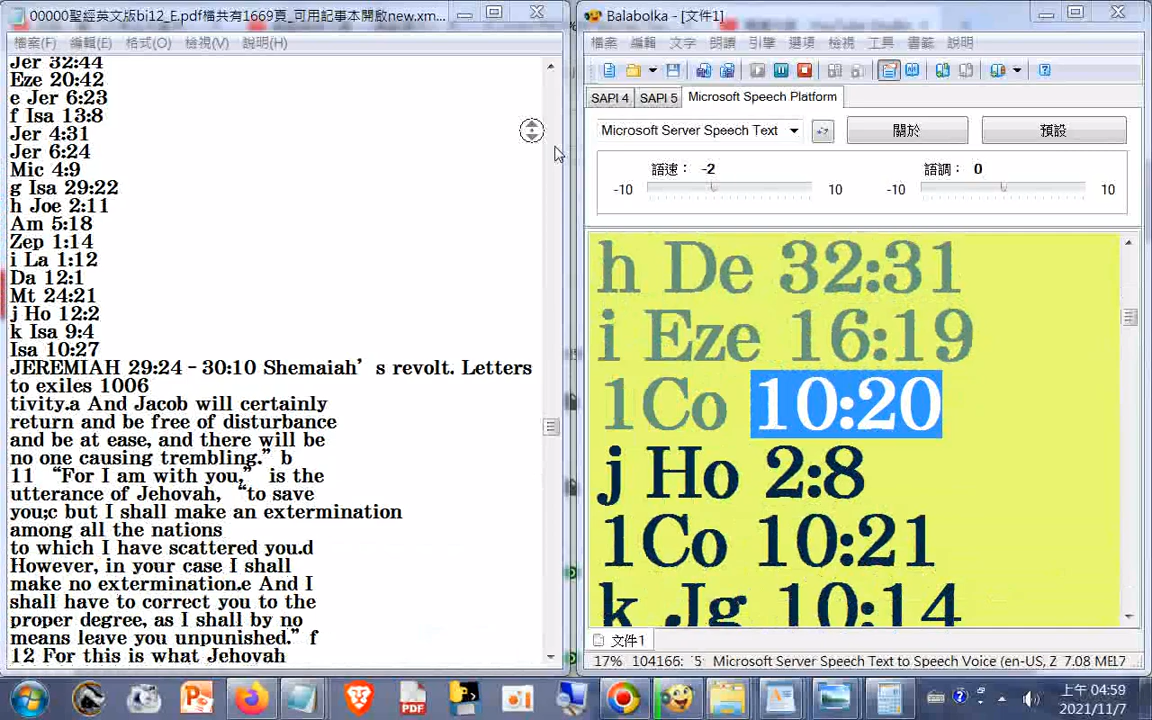 00000聖經英文版bi12_E.pdf檔共有1669頁_可用記事本開啟new.xm...
檔案(F) 編輯(E) 格式(O) 檢視(V) 說明(H)
Jer 32:44
Eze 20:42
e Jer 6:23
f Isa 13:8
Jer 4:31
Jer 6:24
Mic 4:9
g Isa 29:22
h Joe 2:11
Am 5:18
Zep 1:14
i La 1:12
Da 12:1
Mt 24:21
j Ho 12:2
k Isa 9:4
Isa 10:27
JEREMIAH 29:24–30:10 Shemaiah’s revolt. Letters
to exiles 1006
tivity.a And Jacob will certainly
return and be free of disturbance
and be at ease, and there will be
no one causing trembling.” b
11 “For I am with you,” is the
utterance of Jehovah, “to save
you;c but I shall make an extermination
among all the nations
to which I have scattered you.d
However, in your case I shall
make no extermination.e And I
shall have to correct you to the
proper degree, as I shall by no
means leave you unpunished.” f
12 For this is what Jehovah
Balabolka - [文件1]
檔案 編輯 文字 朗讀 引擎 選項 檢視 工具 書籤 說明
SAPI 4 SAPI 5 Microsoft Speech Platform
Microsoft Server Speech Text 關於 預設
語速： -2 語調： 0
-10 10 -10 10
h De 32:31
i Eze 16:19
1Co 10:20
j Ho 2:8
1Co 10:21
k Jg 10:14
文件1
17% 104166: Microsoft Server Speech Text to Speech Voice (en-US, Z 7.08 ME
PDF
上午 04:59
2021/11/7